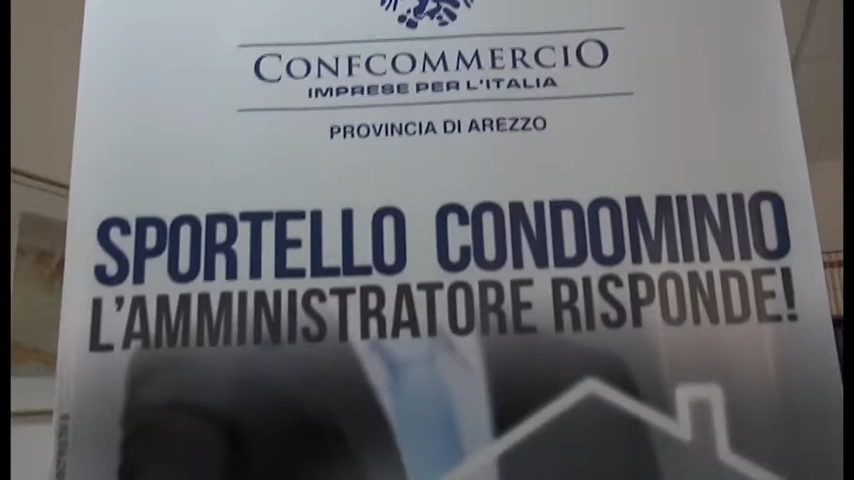 CONFCOMMERCIO
IMPRESE PER L'ITALIA
PROVINCIA DI AREZZO
SPORTELLO CONDOMINIO
L'AMMINISTRATORE RISPONDE!